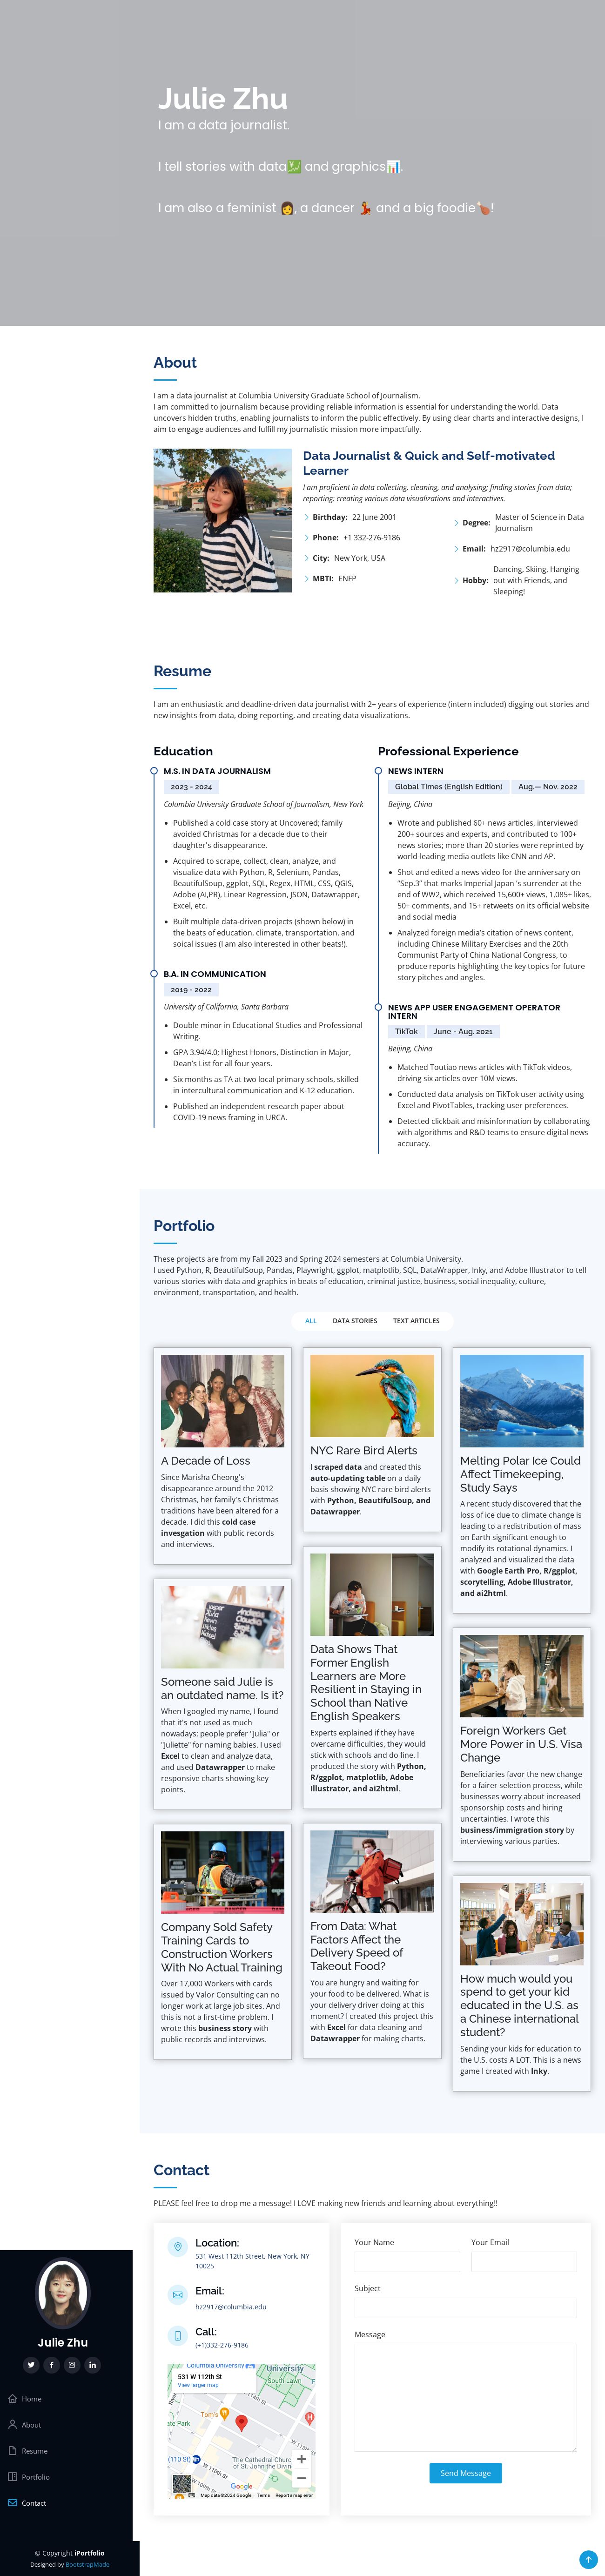 Julie Zhu
I am a data journalist.
I tell stories with data💹 and graphics📊.
I am also a feminist 👩, a dancer 💃 and a big foodie🍗!
About
I am a data journalist at Columbia University Graduate School of Journalism.
I am committed to journalism because providing reliable information is essential for understanding the world. Data
uncovers hidden truths, enabling journalists to inform the public effectively. By using clear charts and interactive designs, I
aim to engage audiences and fulfill my journalistic mission more impactfully.
Data Journalist & Quick and Self-motivated
Learner
I am proficient in data collecting, cleaning, and analysing; finding stories from data;
reporting; creating various data visualizations and interactives.
Birthday: 22 June 2001
Phone: +1 332-276-9186
City: New York, USA
MBTI: ENFP
Degree: Master of Science in Data
Journalism
Email: hz2917@columbia.edu
Hobby: Dancing, Skiing, Hanging
out with Friends, and
Sleeping!
Resume
I am an enthusiastic and deadline-driven data journalist with 2+ years of experience (intern included) digging out stories and
new insights from data, doing reporting, and creating data visualizations.
Education
M.S. IN DATA JOURNALISM
2023 - 2024
Columbia University Graduate School of Journalism, New York
Published a cold case story at Uncovered; family
avoided Christmas for a decade due to their
daughter's disappearance.
Acquired to scrape, collect, clean, analyze, and
visualize data with Python, R, Selenium, Pandas,
BeautifulSoup, ggplot, SQL, Regex, HTML, CSS, QGIS,
Adobe (AI,PR), Linear Regression, JSON, Datawrapper,
Excel, etc.
Built multiple data-driven projects (shown below) in
the beats of education, climate, transportation, and
soical issues (I am also interested in other beats!).
B.A. IN COMMUNICATION
2019 - 2022
University of California, Santa Barbara
Double minor in Educational Studies and Professional
Writing.
GPA 3.94/4.0; Highest Honors, Distinction in Major,
Dean's List for all four years.
Six months as TA at two local primary schools, skilled
in intercultural communication and K-12 education.
Published an independent research paper about
COVID-19 news framing in URCA.
Professional Experience
NEWS INTERN
Global Times (English Edition) Aug.— Nov. 2022
Beijing, China
Wrote and published 60+ news articles, interviewed
200+ sources and experts, and contributed to 100+
news stories; more than 20 stories were reprinted by
world-leading media outlets like CNN and AP.
Shot and edited a news video for the anniversary on
“Sep.3” that marks Imperial Japan 's surrender at the
end of WW2, which received 15,600+ views, 1,085+ likes,
50+ comments, and 15+ retweets on its official website
and social media
Analyzed foreign media's citation of news content,
including Chinese Military Exercises and the 20th
Communist Party of China National Congress, to
produce reports highlighting the key topics for future
story pitches and angles.
NEWS APP USER ENGAGEMENT OPERATOR
INTERN
TikTok June - Aug. 2021
Beijing, China
Matched Toutiao news articles with TikTok videos,
driving six articles over 10M views.
Conducted data analysis on TikTok user activity using
Excel and PivotTables, tracking user preferences.
Detected clickbait and misinformation by collaborating
with algorithms and R&D teams to ensure digital news
accuracy.
Portfolio
These projects are from my Fall 2023 and Spring 2024 semesters at Columbia University.
I used Python, R, BeautifulSoup, Pandas, Playwright, ggplot, matplotlib, SQL, DataWrapper, Inky, and Adobe Illustrator to tell
various stories with data and graphics in beats of education, criminal justice, business, social inequality, culture,
environment, transportation, and health.
ALL DATA STORIES TEXT ARTICLES
A Decade of Loss
Since Marisha Cheong's
disappearance around the 2012
Christmas, her family's Christmas
traditions have been altered for a
decade. I did this cold case
invesgation with public records
and interviews.
NYC Rare Bird Alerts
I scraped data and created this
auto-updating table on a daily
basis showing NYC rare bird alerts
with Python, BeautifulSoup, and
Datawrapper.
Melting Polar Ice Could
Affect Timekeeping,
Study Says
A recent study discovered that the
loss of ice due to climate change is
leading to a redistribution of mass
on Earth significant enough to
modify its rotational dynamics. I
analyzed and visualized the data
with Google Earth Pro, R/ggplot,
scorytelling, Adobe Illustrator,
and ai2html.
Someone said Julie is
an outdated name. Is it?
When I googled my name, I found
that it's not used as much
nowadays; people prefer "Julia" or
"Juliette" for naming babies. I used
Excel to clean and analyze data,
and used Datawrapper to make
responsive charts showing key
points.
Data Shows That
Former English
Learners are More
Resilient in Staying in
School than Native
English Speakers
Experts explained if they have
overcame difficulties, they would
stick with schools and do fine. I
produced the story with Python,
R/ggplot, matplotlib, Adobe
Illustrator, and ai2html.
Foreign Workers Get
More Power in U.S. Visa
Change
Beneficiaries favor the new change
for a fairer selection process, while
businesses worry about increased
sponsorship costs and hiring
uncertainties. I wrote this
business/immigration story by
interviewing various parties.
Company Sold Safety
Training Cards to
Construction Workers
With No Actual Training
Over 17,000 Workers with cards
issued by Valor Consulting can no
longer work at large job sites. And
this is not a first-time problem. I
wrote this business story with
public records and interviews.
From Data: What
Factors Affect the
Delivery Speed of
Takeout Food?
You are hungry and waiting for
your food to be delivered. What is
your delivery driver doing at this
moment? I created this project this
with Excel for data cleaning and
Datawrapper for making charts.
How much would you
spend to get your kid
educated in the U.S. as
a Chinese international
student?
Sending your kids for education to
the U.S. costs A LOT. This is a news
game I created with Inky.
Contact
PLEASE feel free to drop me a message! I LOVE making new friends and learning about everything!!
Location:
531 West 112th Street, New York, NY
10025
Email:
hz2917@columbia.edu
Call:
(+1)332-276-9186
531 W 112th St
View larger map
Columbia University
University
South Lawn
Tom's
(110 St)
The Cathedral Church
of St. John the Divine
Google
Map data ©2024 Google Terms Report a map error
Your Name
Your Email
Subject
Message
Send Message
Julie Zhu
Home
About
Resume
Portfolio
Contact
© Copyright iPortfolio
Designed by BootstrapMade